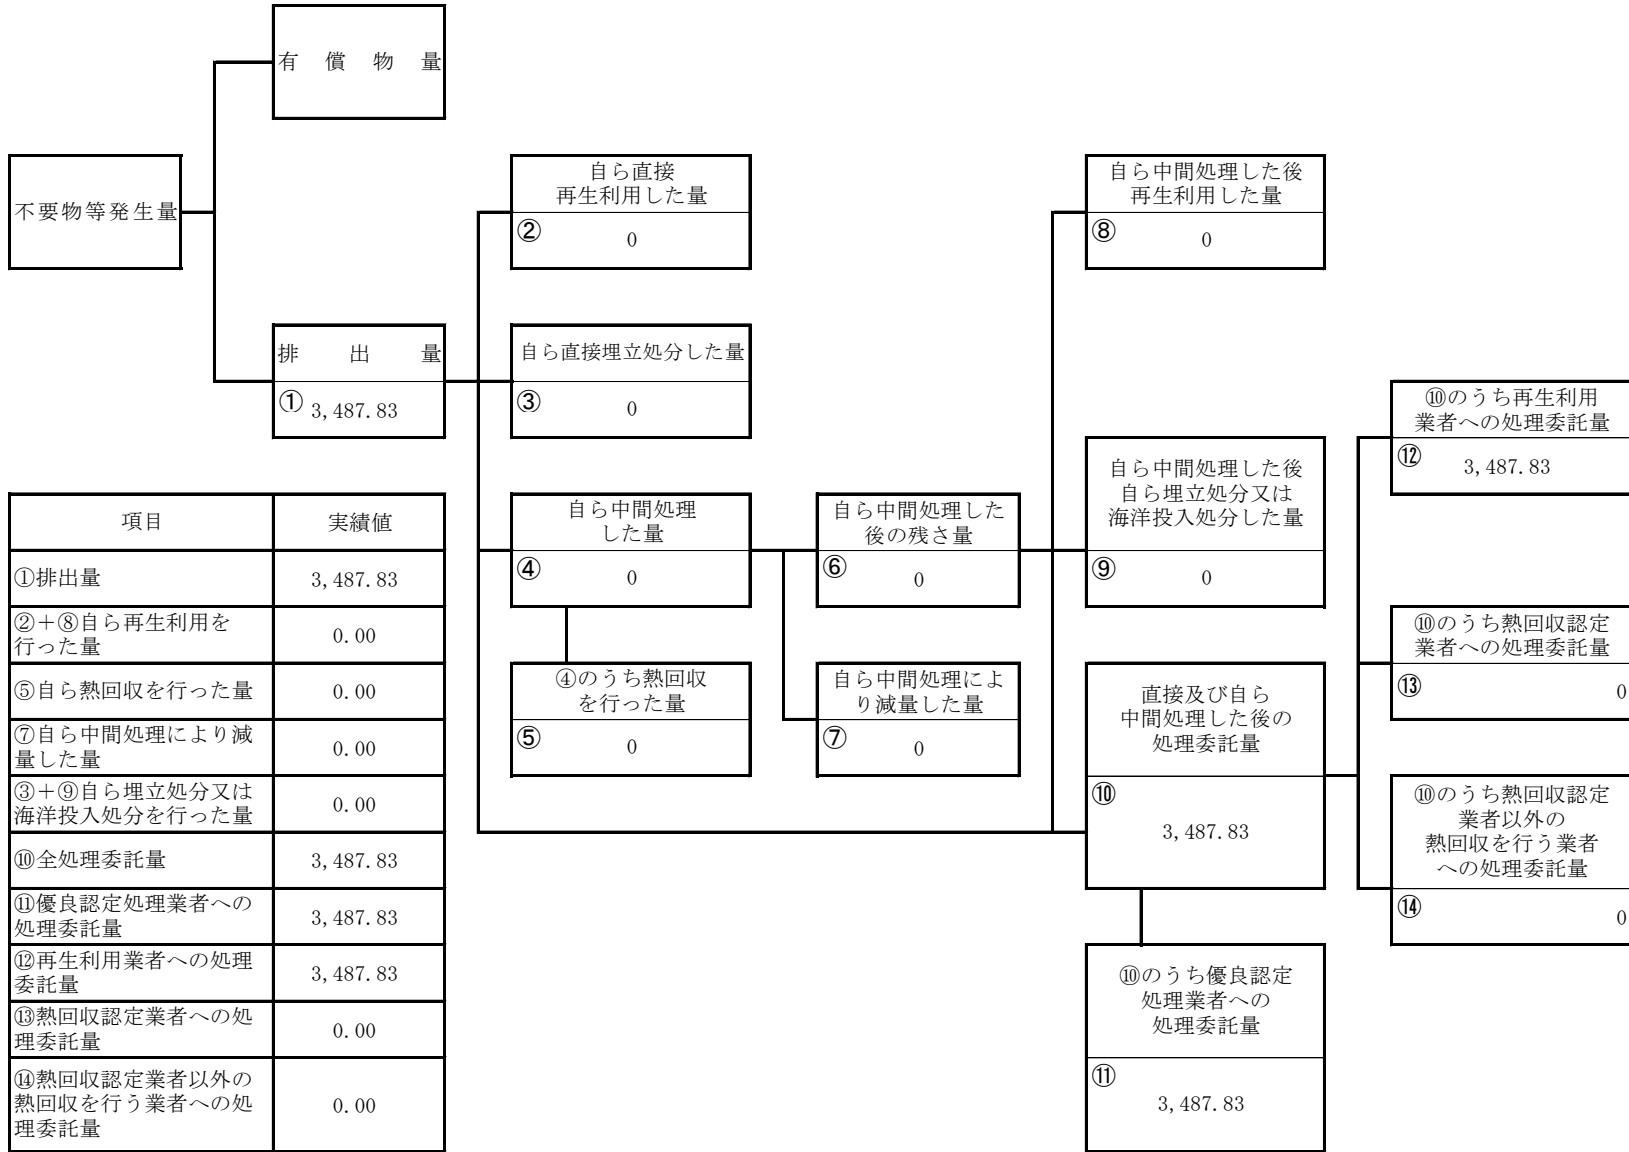 有償物量
不要物等発生量
排出量
① 3,487.83
自ら直接
再生利用した量
② 0
自ら直接埋立処分した量
③ 0
自ら中間処理
した量
④ 0
④のうち熱回収
を行った量
⑤ 0
自ら中間処理した
後の残さ量
⑥ 0
自ら中間処理によ
り減量した量
⑦ 0
自ら中間処理した後
再生利用した量
⑧ 0
自ら中間処理した後
自ら埋立処分又は
海洋投入処分した量
⑨ 0
直接及び自ら
中間処理した後の
処理委託量
⑩
3,487.83
⑩のうち優良認定
処理業者への
処理委託量
⑪
3,487.83
⑩のうち再生利用
業者への処理委託量
⑫ 3,487.83
⑩のうち熱回収認定
業者への処理委託量
⑬ 0
⑩のうち熱回収認定
業者以外の
熱回収を行う業者
への処理委託量
⑭ 0
項目 実績値
①排出量 3,487.83
②+⑧自ら再生利用を
行った量 0.00
⑤自ら熱回収を行った量 0.00
⑦自ら中間処理により減
量した量 0.00
③+⑨自ら埋立処分又は
海洋投入処分を行った量 0.00
⑩全処理委託量 3,487.83
⑪優良認定処理業者への
処理委託量 3,487.83
⑫再生利用業者への処理
委託量 3,487.83
⑬熱回収認定業者への処
理委託量 0.00
⑭熱回収認定業者以外の
熱回収を行う業者への処 0.00
理委託量